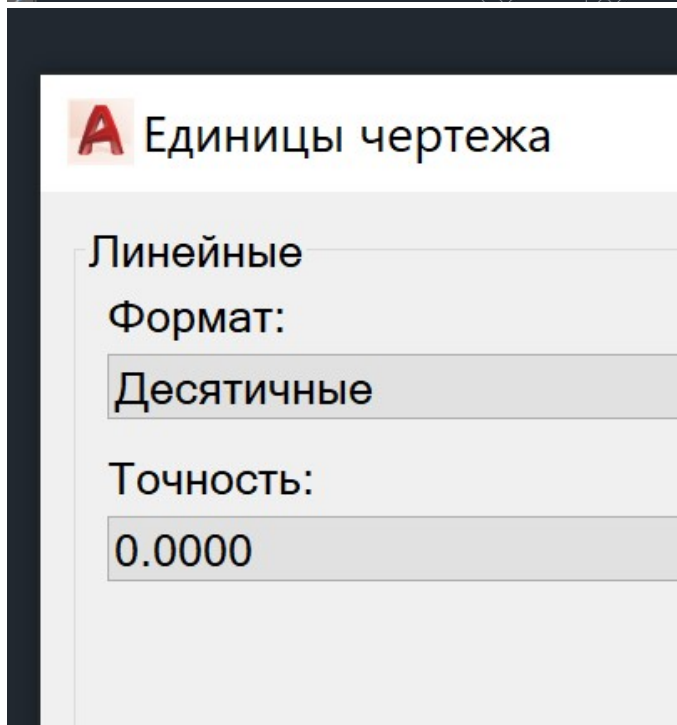 Единицы чертежа
Линейные
Формат:
Десятичные
Точность:
0.0000